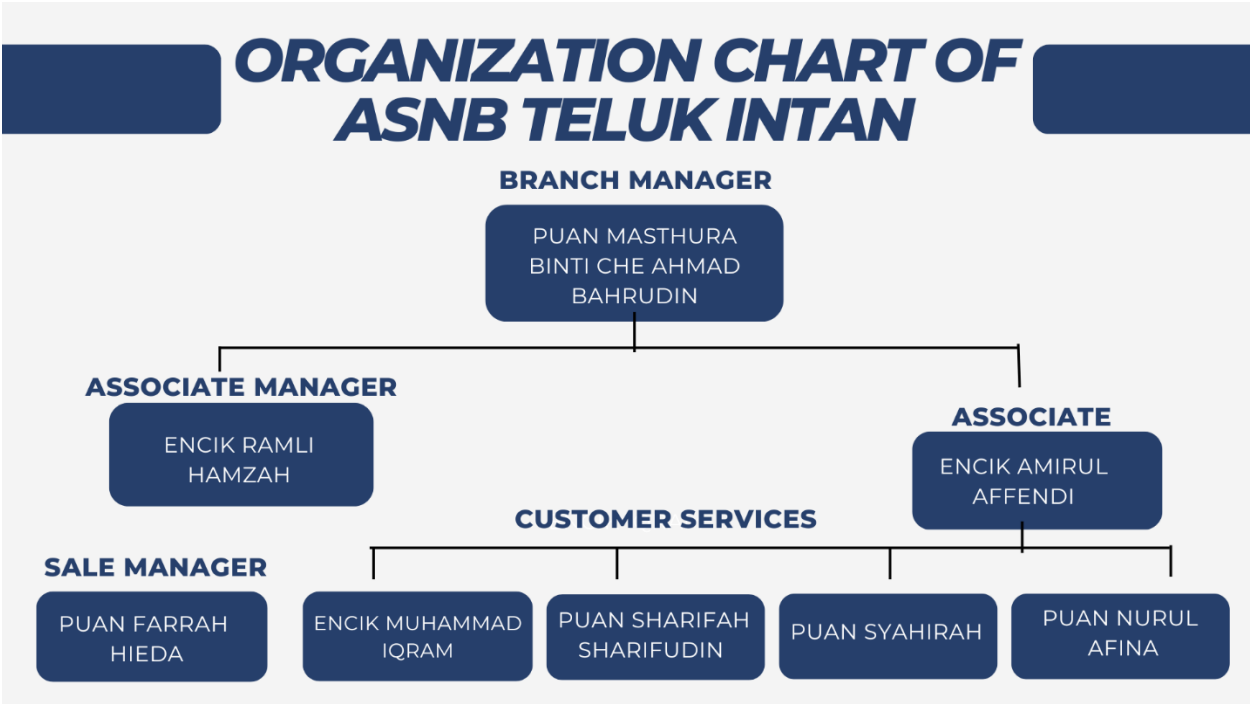 ORGANIZATION CHART OF
ASNB TELUK INTAN
BRANCH MANAGER
PUAN MASTHURA
BINTI CHE AHMAD
BAHRUDIN
ASSOCIATE MANAGER
ENCIK RAMLI
HAMZAH
ASSOCIATE
ENCIK AMIRUL
AFFENDI
CUSTOMER SERVICES
SALE MANAGER
PUAN FARRAH
HIEDA
ENCIK MUHAMMAD
IQRAM
PUAN SHARIFAH
SHARIFUDIN
PUAN SYAHIRAH
PUAN NURUL
AFINA